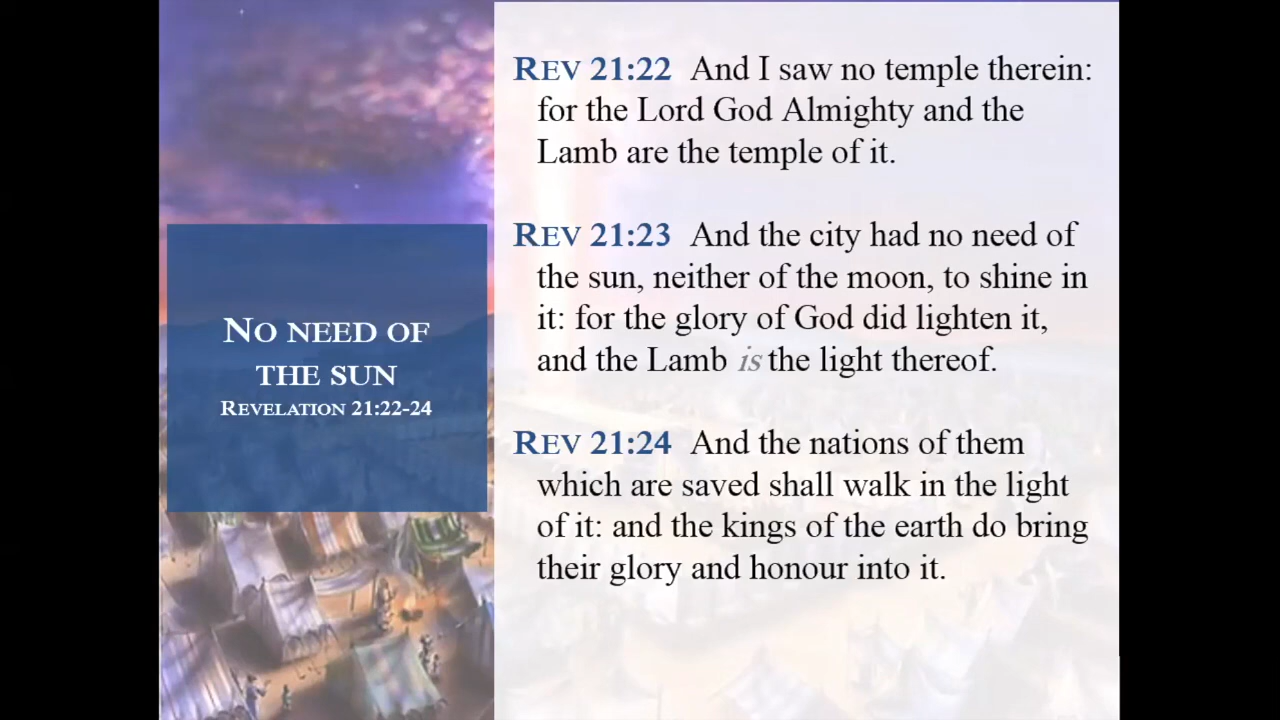 NO NEED OF
THE SUN
REVELATION 21:22-24
REV 21:22 And I saw no temple therein:
for the Lord God Almighty and the
Lamb are the temple of it.
REV 21:23 And the city had no need of
the sun, neither of the moon, to shine in
it: for the glory of God did lighten it,
and the Lamb is the light thereof.
REV 21:24 And the nations of them
which are saved shall walk in the light
of it: and the kings of the earth do bring
their glory and honour into it.